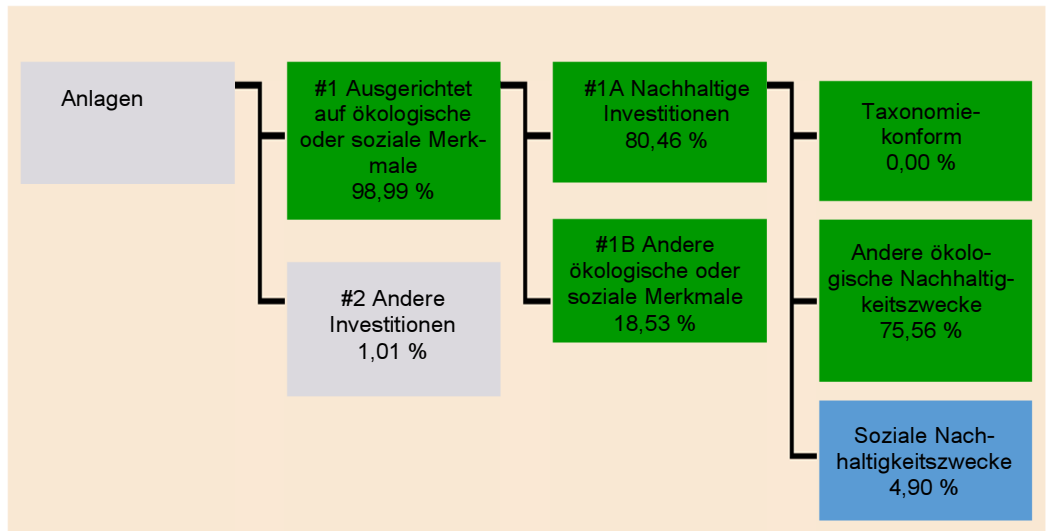 Anlagen
#1 Ausgerichtet
auf ökologische
oder soziale Merk-
male
98,99 %
#2 Andere
Investitionen
1,01 %
#1A Nachhaltige
Investitionen
80,46 %
#1B Andere
ökologische oder
soziale Merkmale
18,53 %
Taxonomie-
konform
0,00 %
Andere ökolo-
gische Nachhaltig-
keitszwecke
75,56 %
Soziale Nach-
haltigkeitszwecke
4,90 %